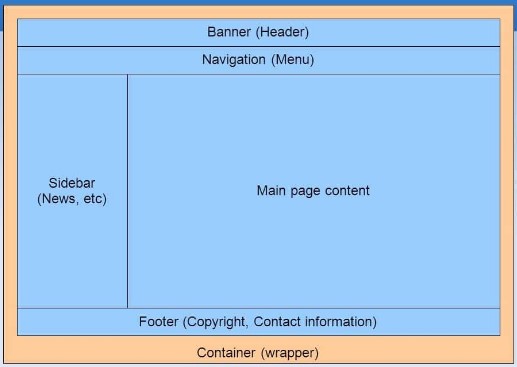 Banner (Header)
Navigation (Menu)
Sidebar
(News, etc)
Main page content
Footer (Copyright, Contact information)
Container (wrapper)